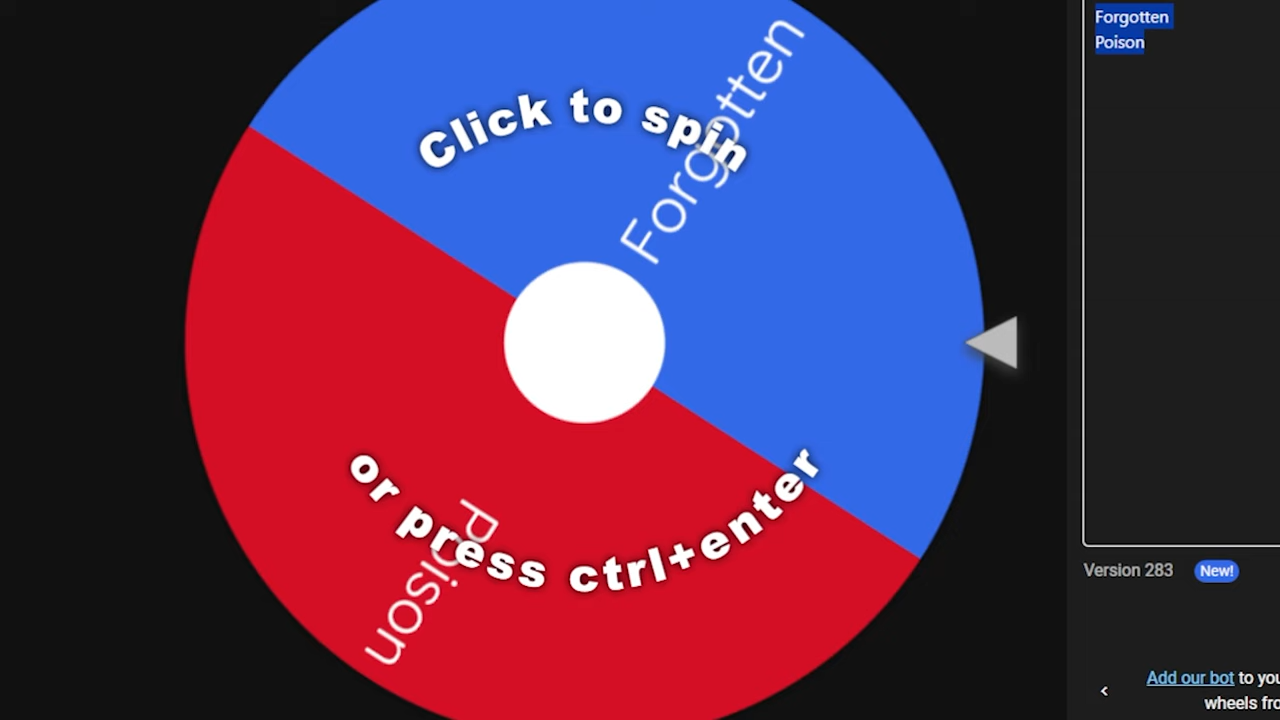 Click to spin
Forgotten
or press ctrl+enter
Poison
Forgotten
Poison
Version 283
New!
Add our bot to you
wheels fro